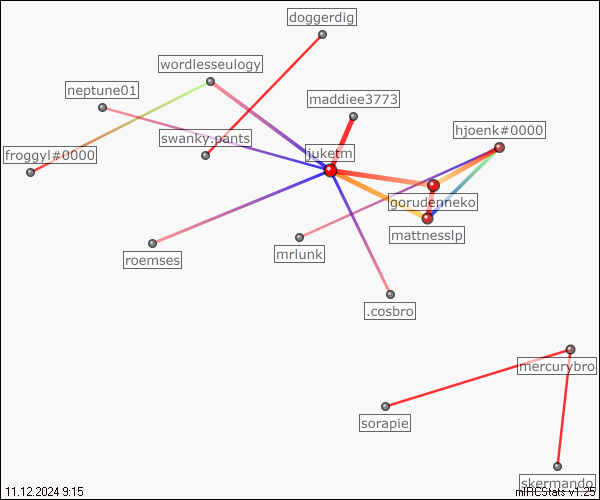 doggerdig
wordlesseulogy
neptune01
maddiee3773
hjoenk#0000
swanky.pants
froggyl#0000
juketm
gorudenneko
mattnesslp
roemses
mrlunk
.cosbro
mercurybro
sorapie
skermando
11.12.2024 9:15
mIRCStats v1.25